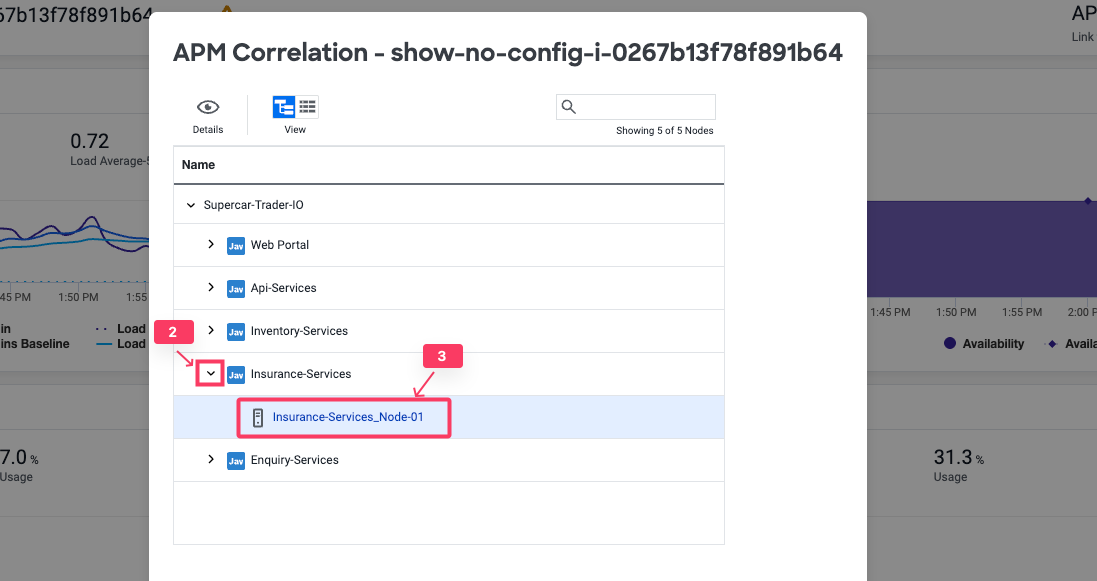 67b13f78f891b64
AP
Link
APM Correlation - show-no-config-i-0267b13f78f891b64
Details
View
Showing 5 of 5 Nodes
0.72
Load Average-5
Name
Supercar-Trader-IO
Jav Web Portal
Jav Api-Services
Jav Inventory-Services
2
3
Jav Insurance-Services
Insurance-Services_Node-01
Jav Enquiry-Services
45 PM 1:50 PM 1:55
in Load
ins Baseline Load
1:45 PM 1:50 PM 1:55 PM 2:00 P
Availability Availa
7.0 %
Usage
31.3 %
Usage